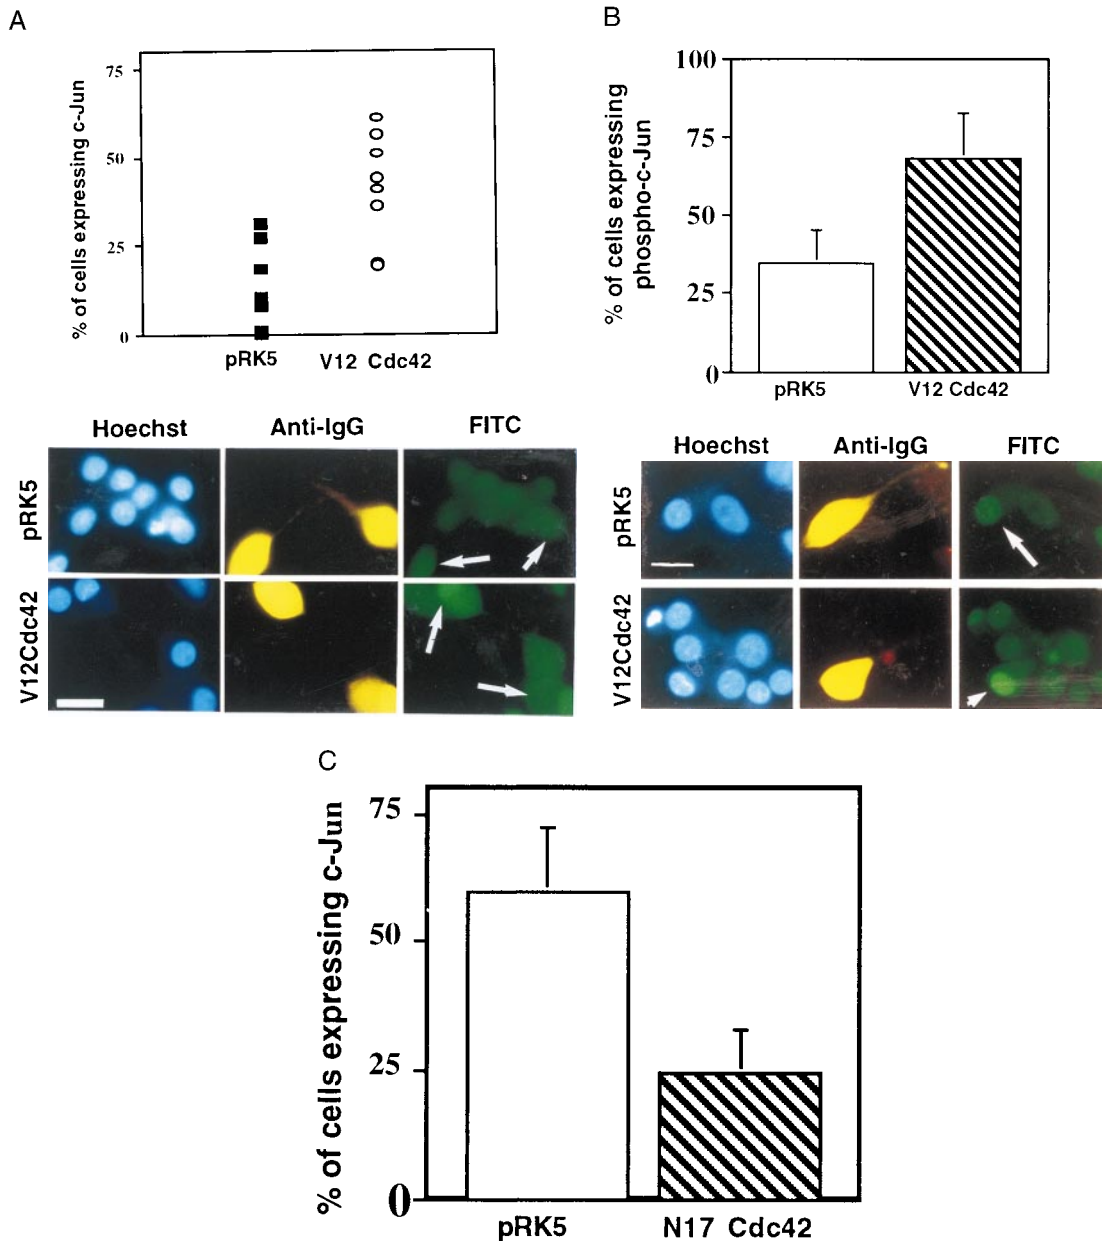 A
% of cells expressing c-Jun
75
50
25
0
pRK5
V12 Cdc42
B
% of cells expressing
phospho-c-Jun
100
75
50
25
0
pRK5
V12 Cdc42
Hoechst
Anti-IgG
FITC
pRK5
V12Cdc42
Hoechst
Anti-IgG
FITC
pRK5
V12Cdc42
C
% of cells expressing c-Jun
75
50
25
0
pRK5
N17 Cdc42